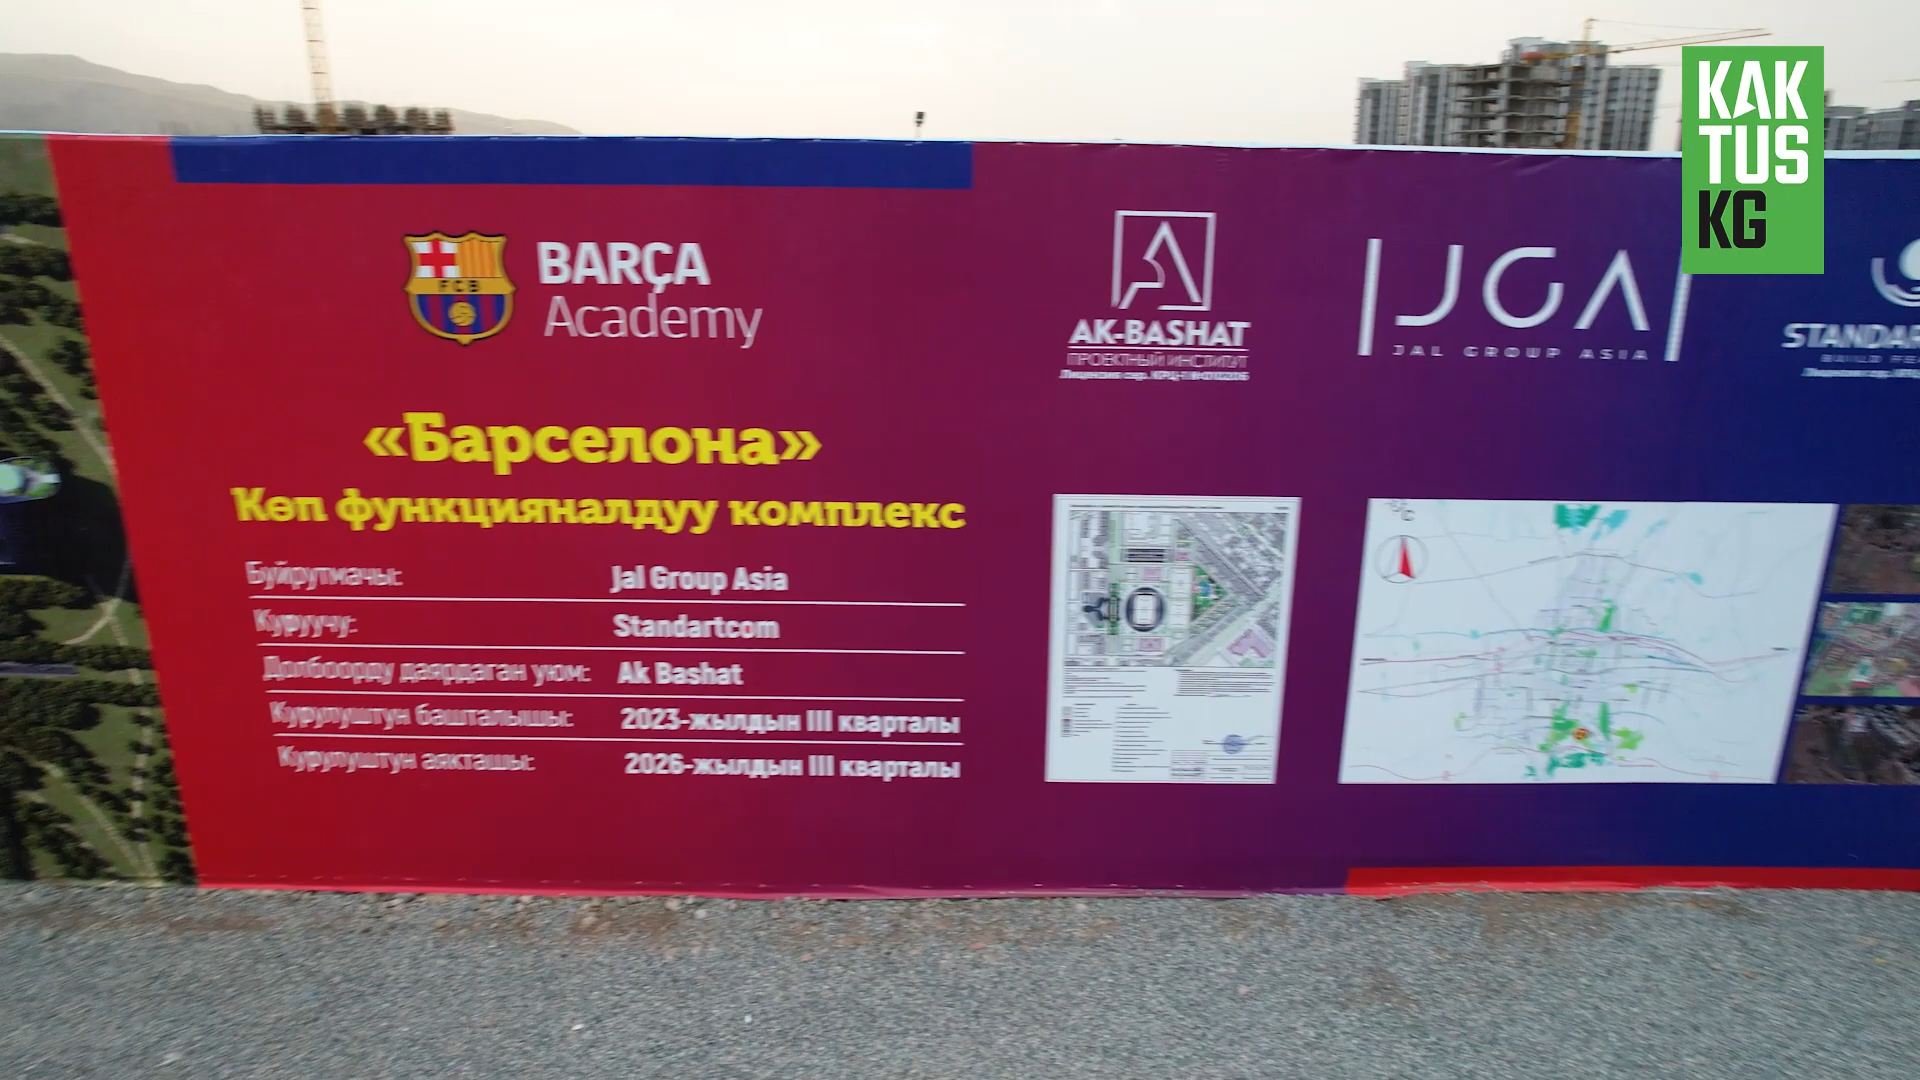 KAK
TUS
KG
BARÇA
Academy
FCB
AK-BASHAT
ПРОЕКТНЫЙ ИНСТИТУТ
JGA
JAL GROUP ASIA
«Барселона»
Көп функцияналдуу комплекс
Буйрутмачы: Jal Group Asia
Куруучу: Standartcom
Долбоорду даярдаган уюм: Ak Bashat
Курулуштун башталышы: 2023-жылдын III кварталы
Курулуштун аякташы: 2026-жылдын III кварталы